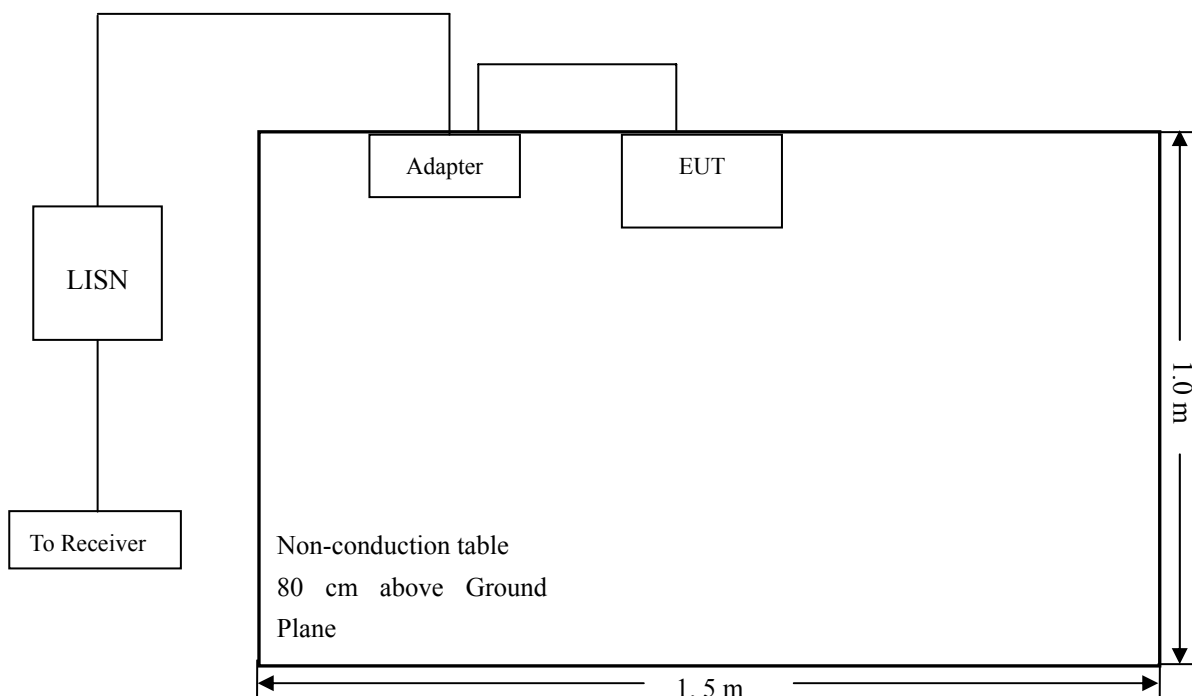 Adapter
EUT
LISN
To Receiver
Non-conduction table
80 cm above Ground
Plane
1.0 m
1. 5 m